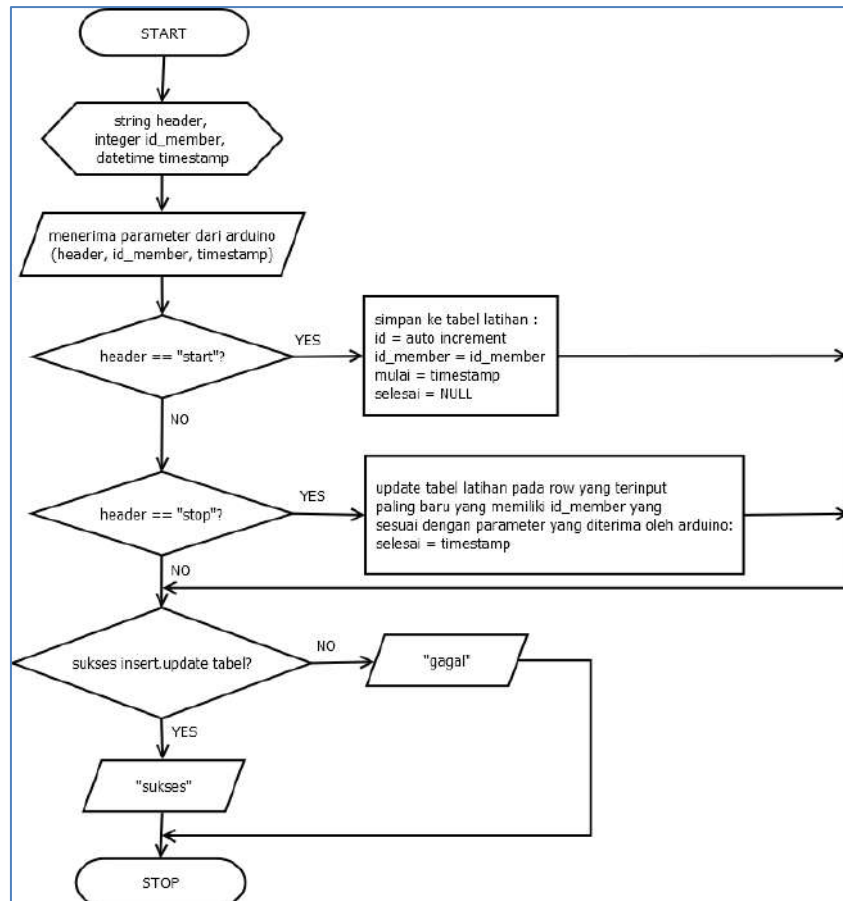 START
string header,
integer id_member,
datetime timestamp
menerima parameter dari arduino
(header, id_member, timestamp)
header == "start"?
YES
simpan ke tabel latihan :
id = auto increment
id_member = id_member
mulai = timestamp
selesai = NULL
NO
header == "stop"?
YES
update tabel latihan pada row yang terinput
paling baru yang memiliki id_member yang
sesuai dengan parameter yang diterima oleh arduino:
selesai = timestamp
NO
sukses insert.update tabel?
NO
"gagal"
YES
"sukses"
STOP